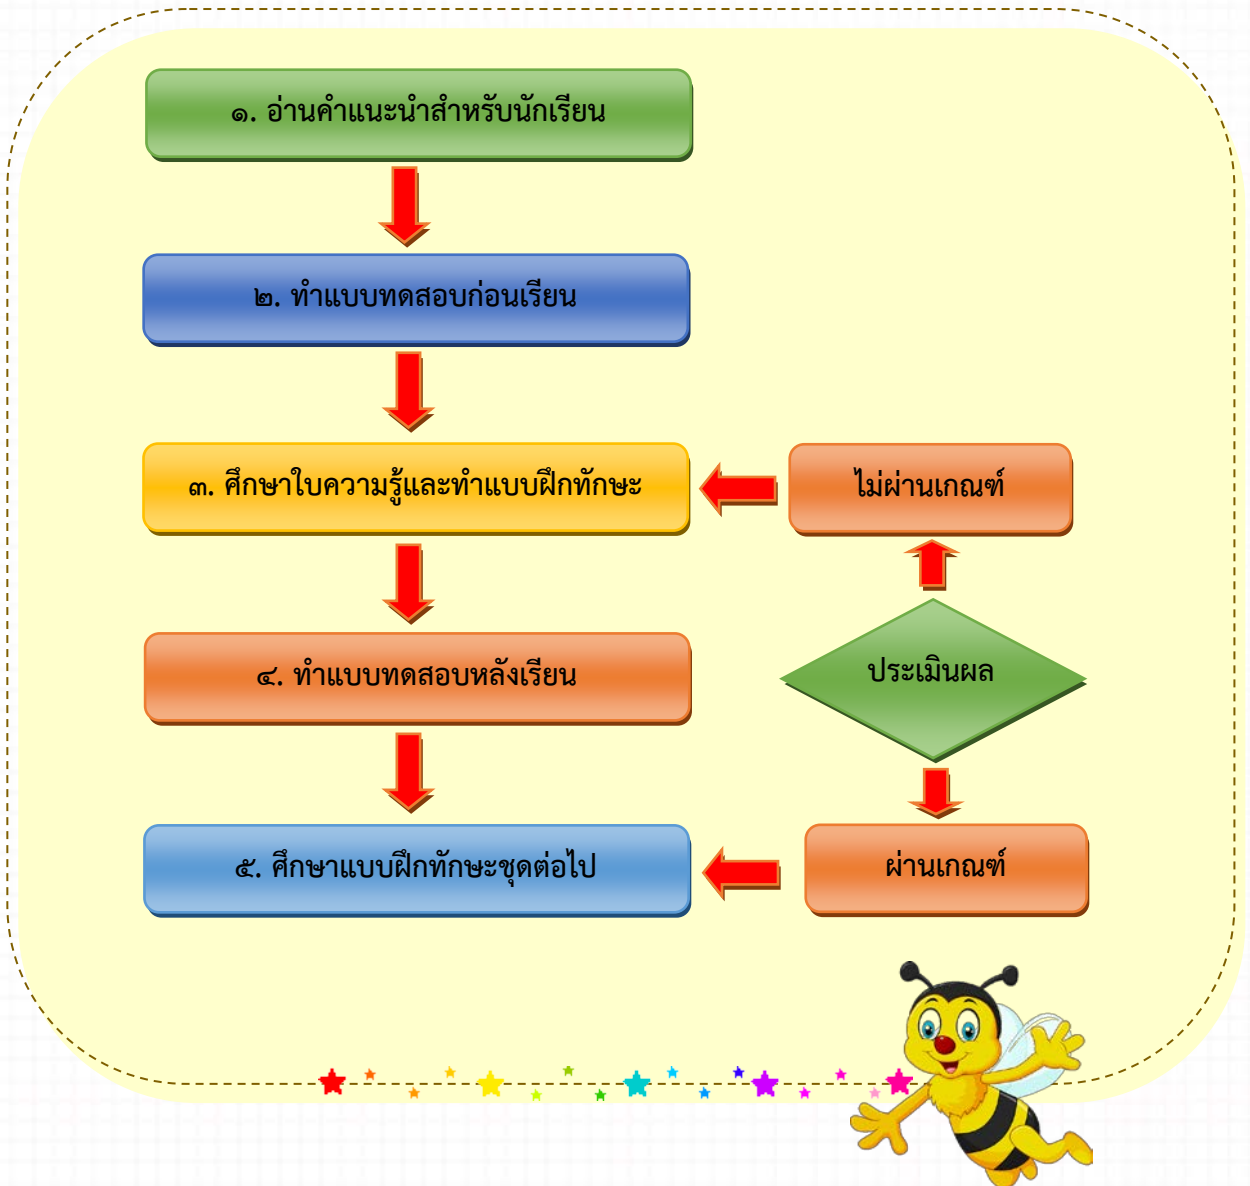 ๑. อ่านคำแนะนำสำหรับนักเรียน
๒. ทำแบบทดสอบก่อนเรียน
๓. ศึกษาใบความรู้และทำแบบฝึกทักษะ
ไม่ผ่านเกณฑ์
๔. ทำแบบทดสอบหลังเรียน
ประเมินผล
๕. ศึกษาแบบฝึกทักษะชุดต่อไป
ผ่านเกณฑ์